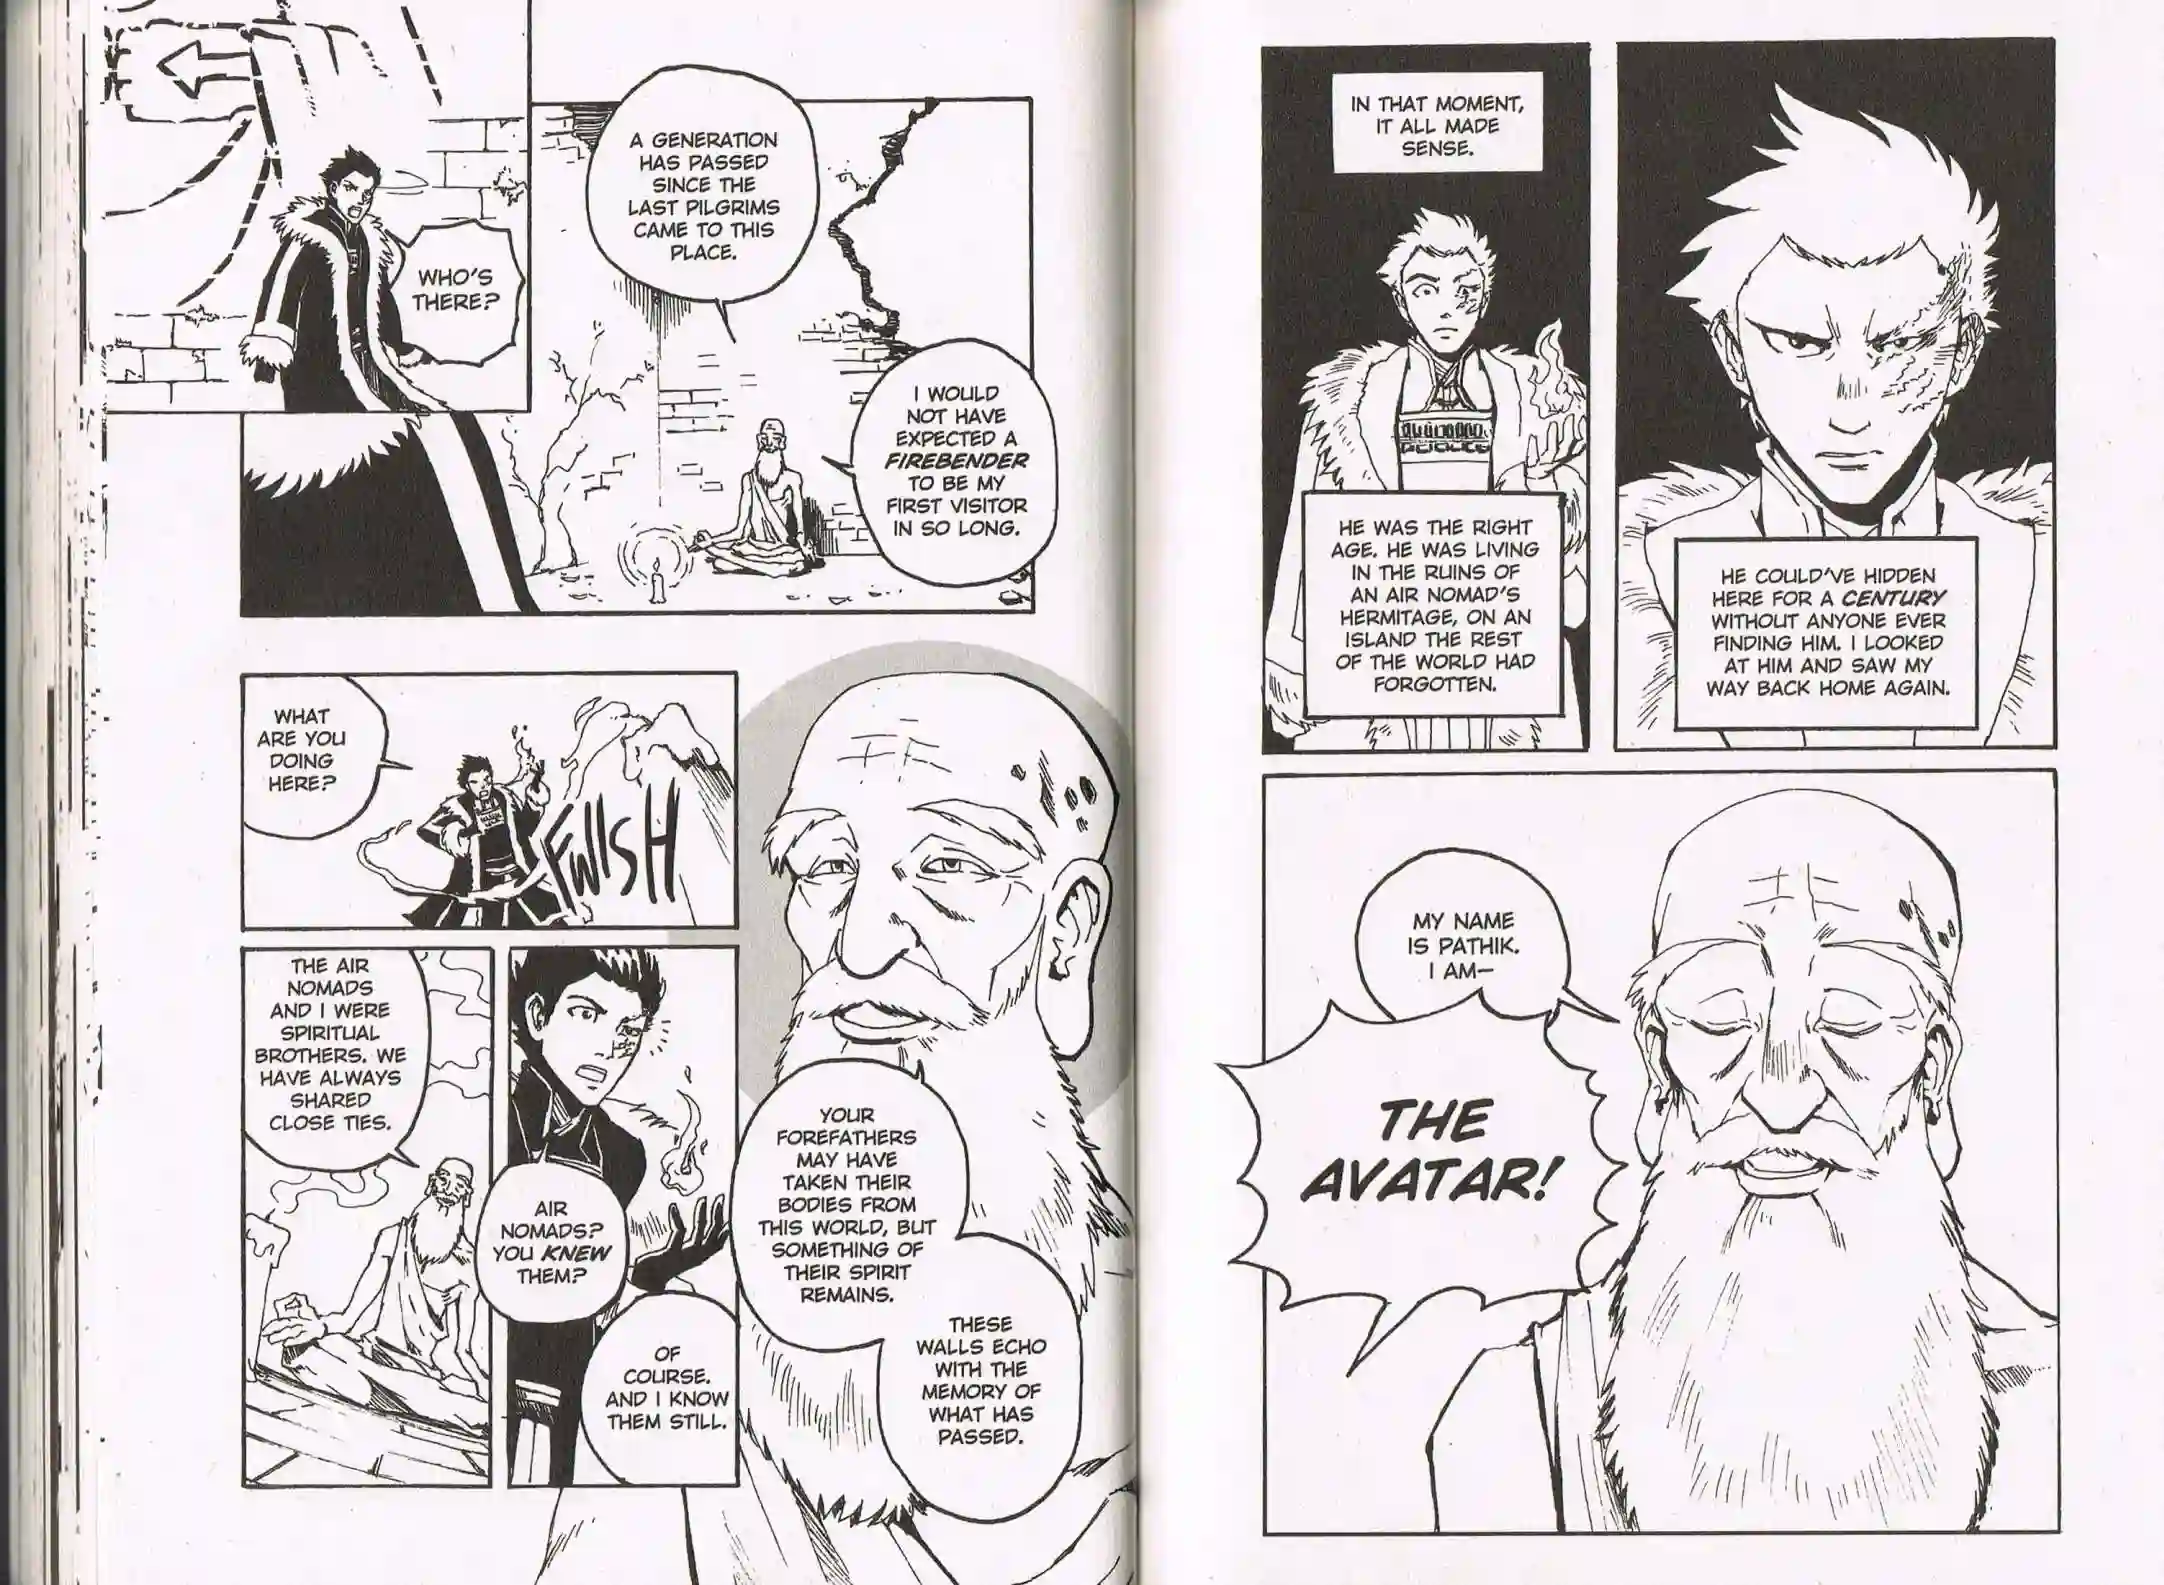 WHO'S
THERE?
A GENERATION
HAS PASSED
SINCE THE
LAST PILGRIMS
CAME TO THIS
PLACE.
I WOULD
NOT HAVE
EXPECTED A
FIREBENDER
TO BE MY
FIRST VISITOR
IN SO LONG.
WHAT
ARE YOU
DOING
HERE?
FWISH
THE AIR
NOMADS
AND I WERE
SPIRITUAL
BROTHERS. WE
HAVE ALWAYS
SHARED
CLOSE TIES.
AIR
NOMADS?
YOU KNEW
THEM?
OF
COURSE.
AND I KNOW
THEM STILL.
YOUR
FOREFATHERS
MAY HAVE
TAKEN THEIR
BODIES FROM
THIS WORLD, BUT
SOMETHING OF
THEIR SPIRIT
REMAINS.
THESE
WALLS ECHO
WITH THE
MEMORY OF
WHAT HAS
PASSED.
IN THAT MOMENT,
IT ALL MADE
SENSE.
HE WAS THE RIGHT
AGE. HE WAS LIVING
IN THE RUINS OF
AN AIR NOMAD'S
HERMITAGE, ON AN
ISLAND THE REST
OF THE WORLD HAD
FORGOTTEN.
HE COULD'VE HIDDEN
HERE FOR A CENTURY
WITHOUT ANYONE EVER
FINDING HIM. I LOOKED
AT HIM AND SAW MY
WAY BACK HOME AGAIN.
MY NAME
IS PATHIK.
I AM—
THE
AVATAR!